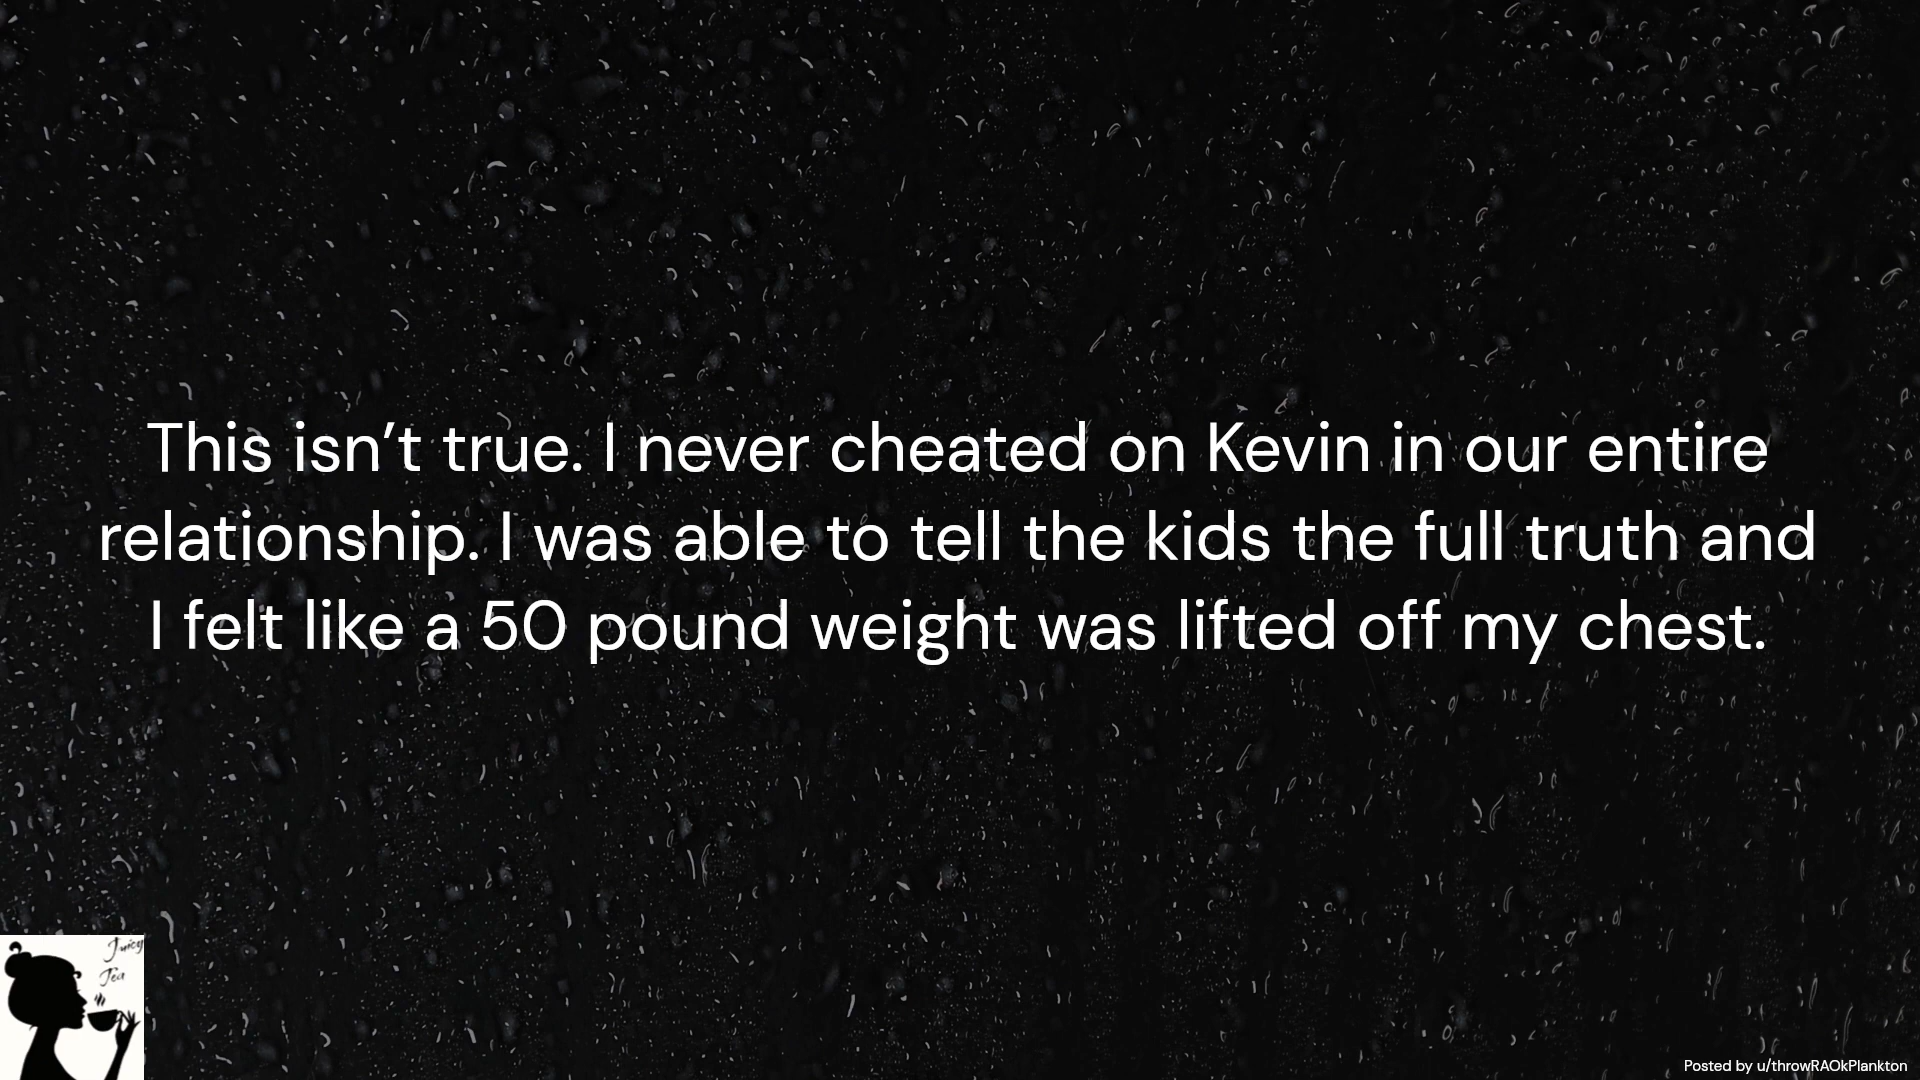 This isn’t true. I never cheated on Kevin in our entire
relationship. I was able to tell the kids the full truth and
I felt like a 50 pound weight was lifted off my chest.
Juicy
Tea
Posted by u/throwRAOkPlankton